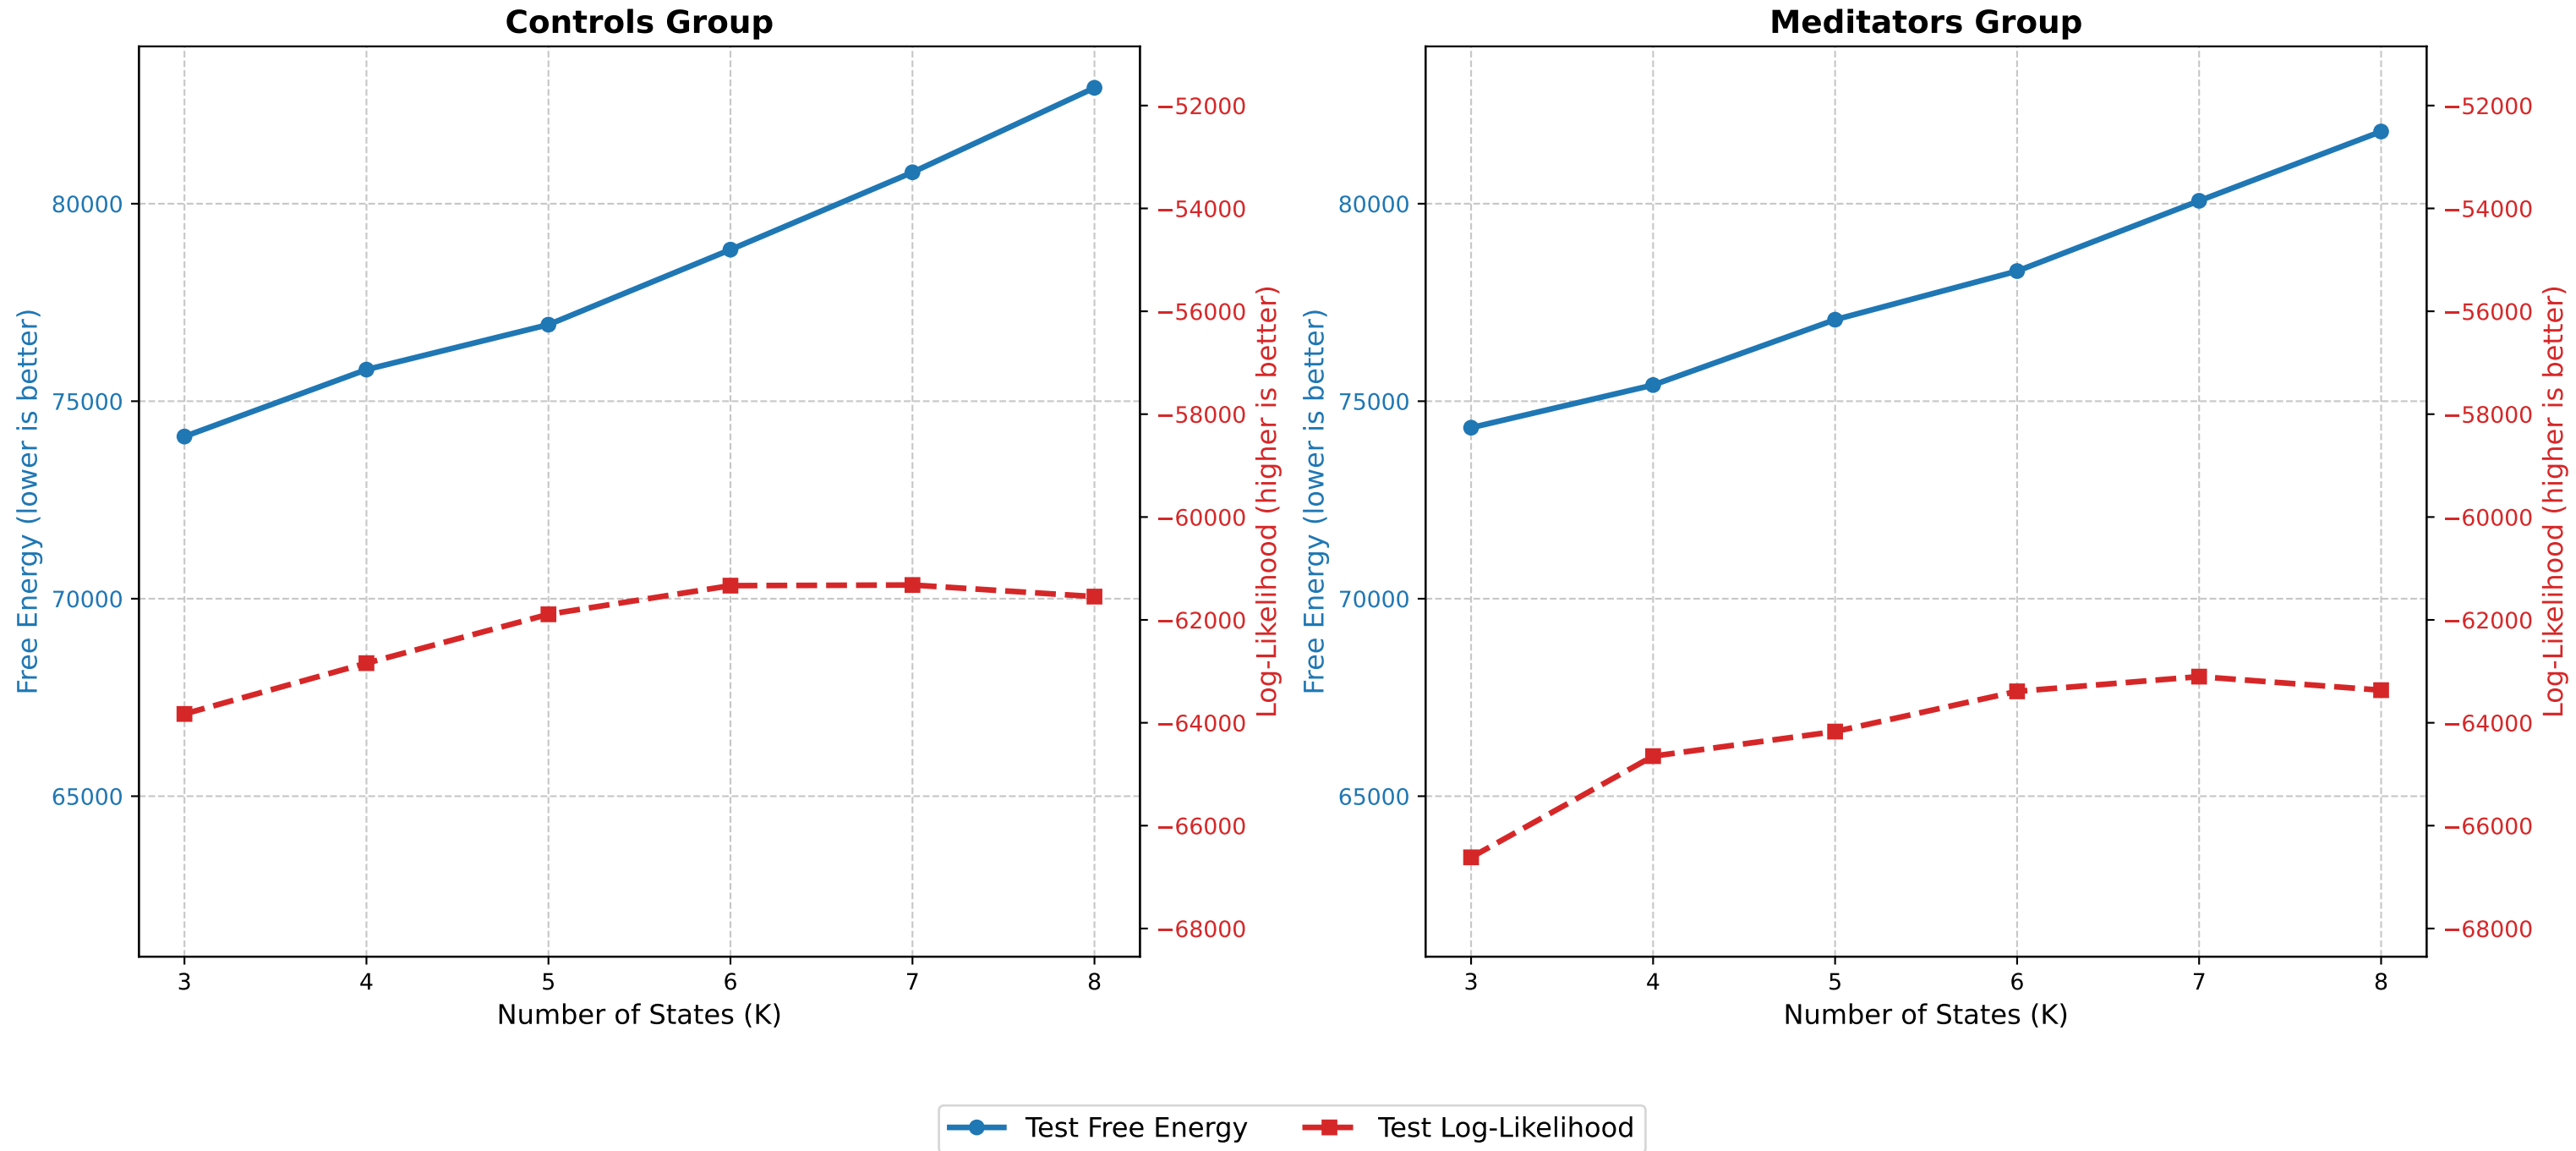 Controls Group
Free Energy (lower is better)
80000
75000
70000
65000
−52000
−54000
−56000
−58000
−60000
−62000
−64000
−66000
−68000
Log-Likelihood (higher is better)
3 4 5 6 7 8
Number of States (K)
Meditators Group
Free Energy (lower is better)
80000
75000
70000
65000
−52000
−54000
−56000
−58000
−60000
−62000
−64000
−66000
−68000
Log-Likelihood (higher is better)
3 4 5 6 7 8
Number of States (K)
Test Free Energy Test Log-Likelihood